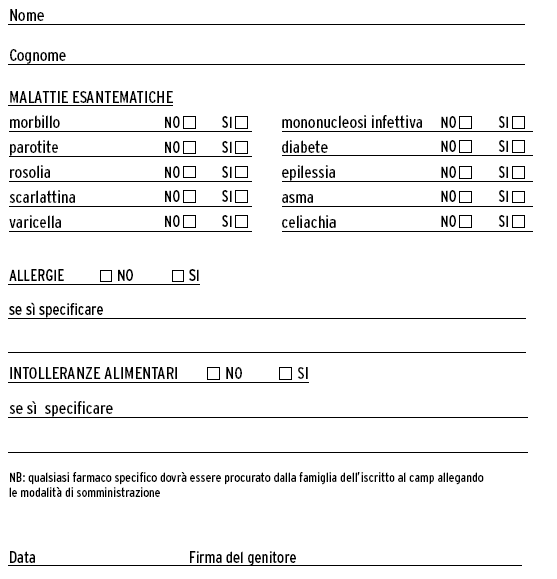 Nome
Cognome
MALATTIE ESANTEMATICHE
morbillo NO SI mononucleosi infettiva NO SI
parotite NO SI diabete NO SI
rosolia NO SI epilessia NO SI
scarlattina NO SI asma NO SI
varicella NO SI celiachia NO SI
ALLERGIE NO SI
se sì specificare
INTOLLERANZE ALIMENTARI NO SI
se sì specificare
NB: qualsiasi farmaco specifico dovrà essere procurato dalla famiglia dell'iscritto al camp allegando
le modalità di somministrazione
Data Firma del genitore